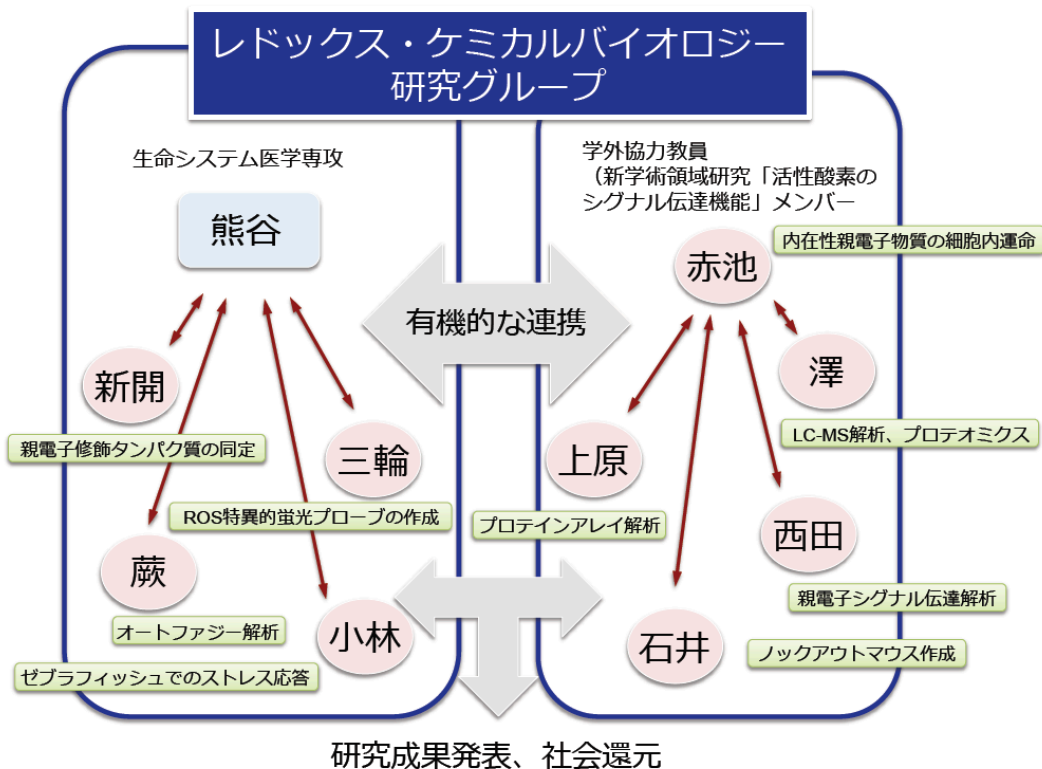 レドックス・ケミカルバイオロジー
研究グループ
生命システム医学専攻
熊谷
新開
親電子修飾タンパク質の同定
三輪
ROS特異的蛍光プローブの作成
蕨
オートファジー解析
小林
ゼブラフィッシュでのストレス応答
有機的な連携
学外協力教員
（新学術領域研究「活性酸素の
シグナル伝達機能」メンバー
赤池
内在性親電子物質の細胞内運命
澤
LC-MS解析、プロテオミクス
上原
プロテインアレイ解析
西田
親電子シグナル伝達解析
石井
ノックアウトマウス作成
研究成果発表、社会還元